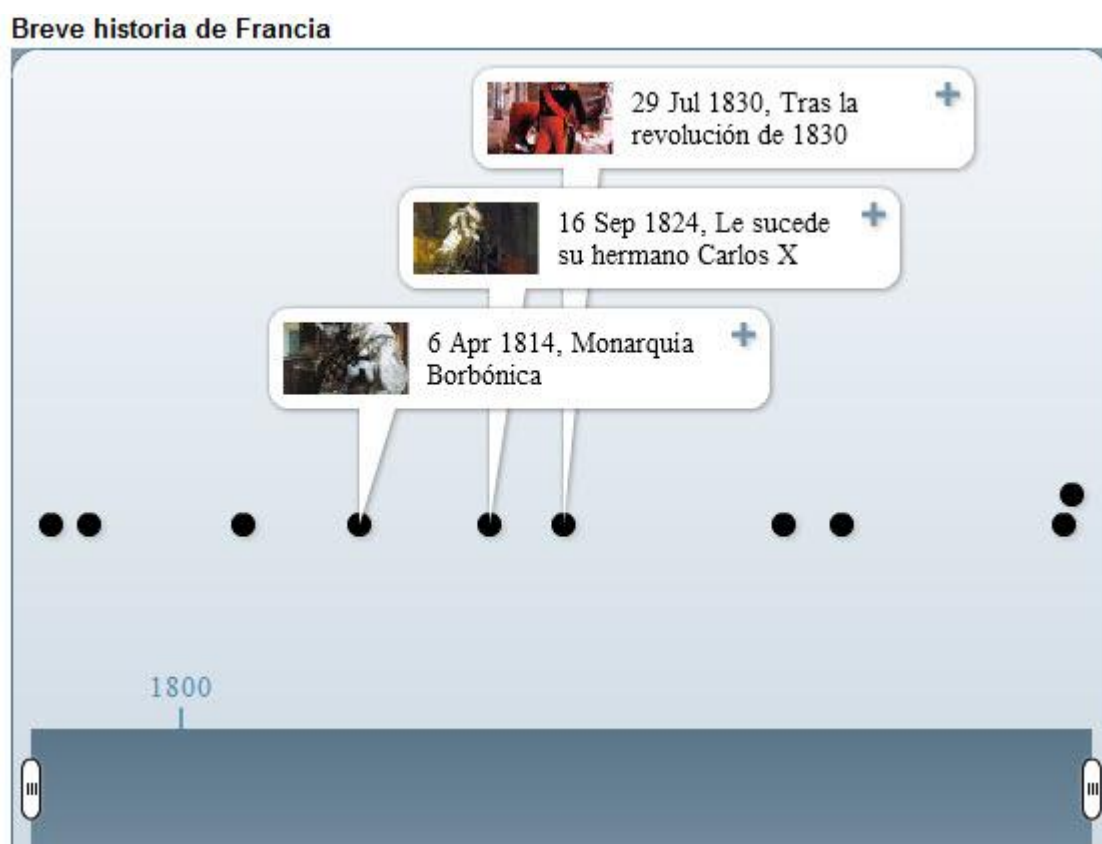 Breve historia de Francia
29 Jul 1830, Tras la
revolución de 1830
16 Sep 1824, Le sucede
su hermano Carlos X
6 Apr 1814, Monarquia
Borbónica
1800